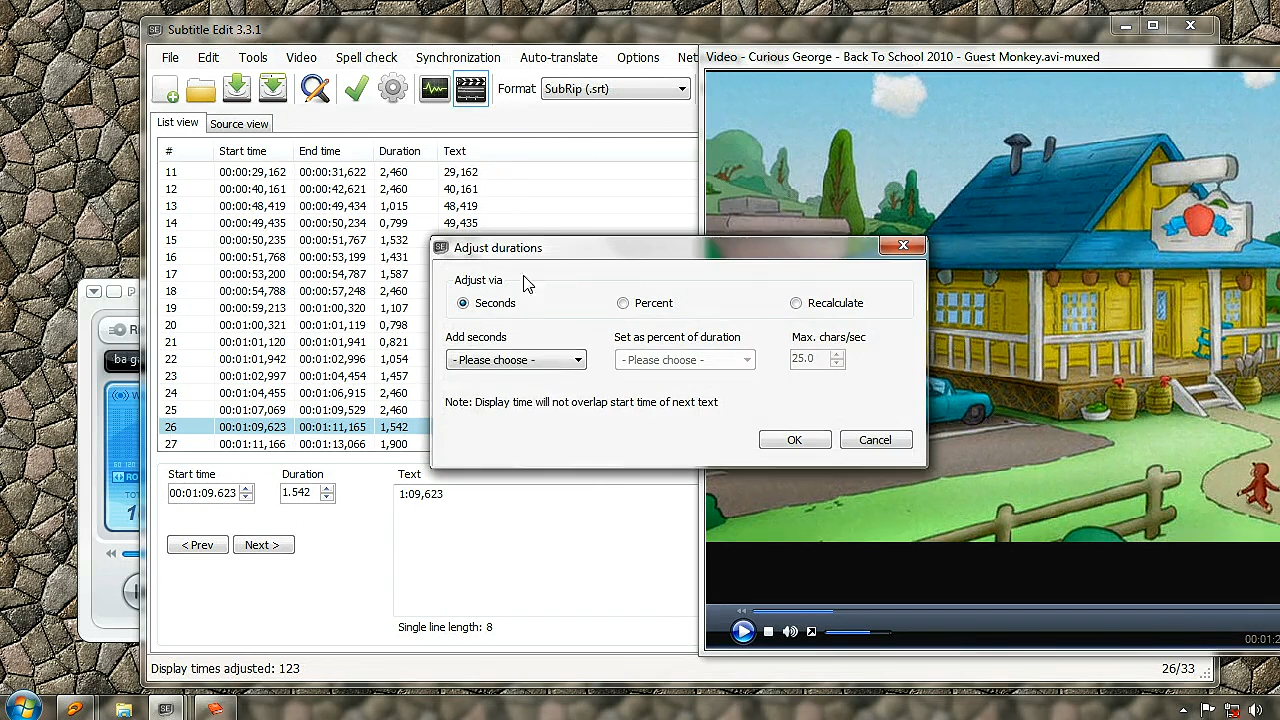 Subtitle Edit 3.3.1
File Edit Tools Video Spell check Synchronization Auto-translate Options Net
Video - Curious George - Back To School 2010 - Guest Monkey.avi-muxed
Format SubRip (.srt)
List view Source view
# Start time End time Duration Text
11 00:00:29,162 00:00:31,622 2,460 29,162
12 00:00:40,161 00:00:42,621 2,460 40,161
13 00:00:48,419 00:00:49,434 1,015 48,419
14 00:00:49,435 00:00:50,234 0,799 49,435
15 00:00:50,235 00:00:51,767 1,532
16 00:00:51,768 00:00:53,199 1,431
17 00:00:53,200 00:00:54,787 1,587
18 00:00:54,788 00:00:57,248 2,460
19 00:00:59,213 00:01:00,320 1,107
20 00:01:00,321 00:01:01,119 0,798
21 00:01:01,120 00:01:01,941 0,821
22 00:01:01,942 00:01:02,996 1,054
23 00:01:02,997 00:01:04,454 1,457
24 00:01:04,455 00:01:06,915 2,460
25 00:01:07,069 00:01:09,529 2,460
26 00:01:09,623 00:01:11,165 1,542
27 00:01:11,166 00:01:13,066 1,900
SE Adjust durations
Adjust via
Seconds Percent Recalculate
Add seconds Set as percent of duration Max. chars/sec
- Please choose - - Please choose - 25.0
Note: Display time will not overlap start time of next text
OK Cancel
Start time Duration Text
00:01:09.623 1.542 1:09,623
< Prev Next >
Single line length: 8
ba ga
Display times adjusted: 123
26/33
00:01:2
SE